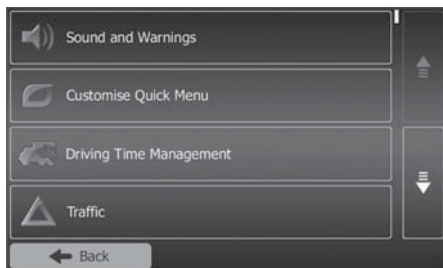 Sound and Warnings
Customise Quick Menu
Driving Time Management
Traffic
Back